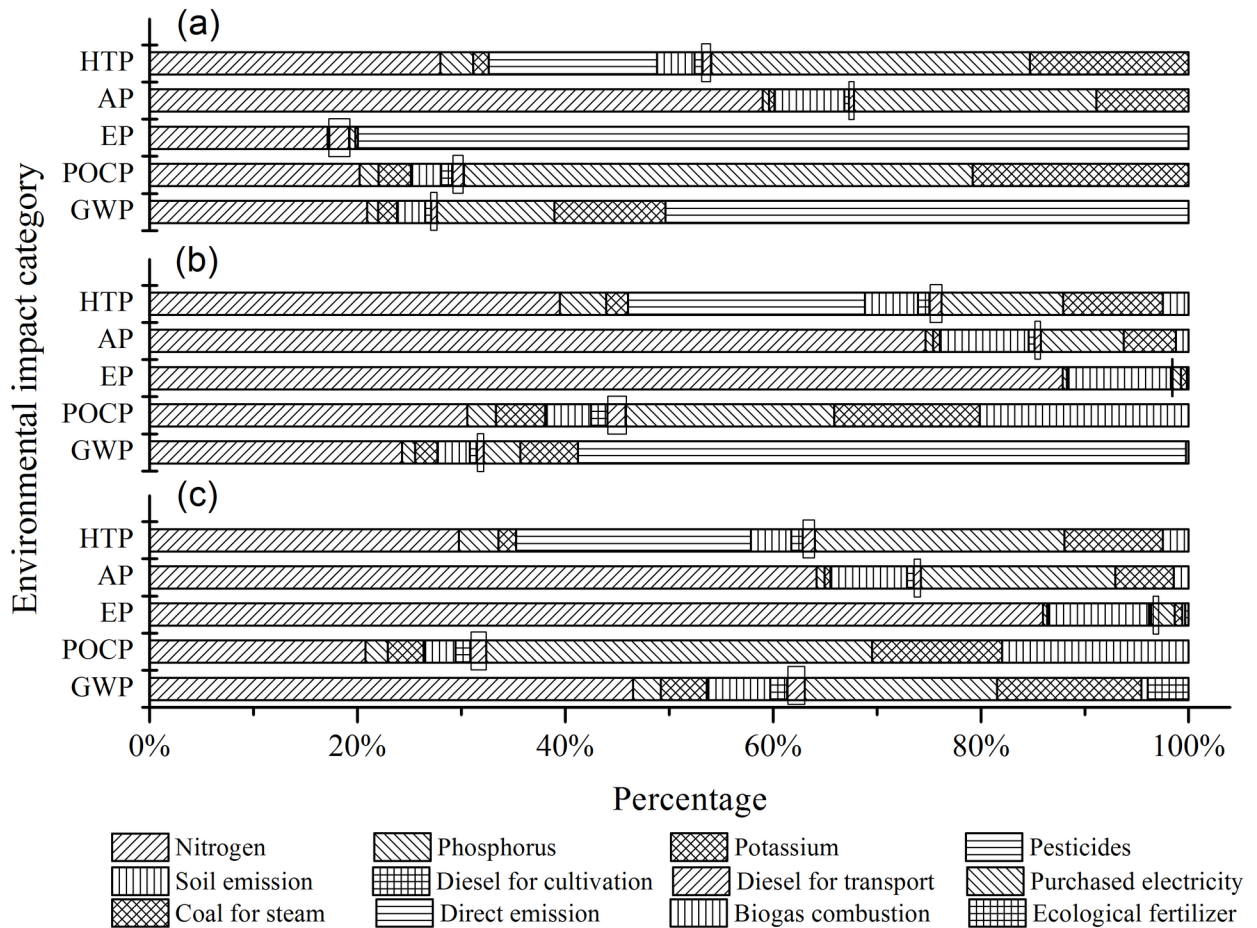 (a)
HTP
AP
EP
POCP
GWP
(b)
HTP
AP
EP
POCP
GWP
(c)
HTP
AP
EP
POCP
GWP
Environmental impact category
0% 20% 40% 60% 80% 100%
Percentage
Nitrogen Phosphorus Potassium Pesticides
Soil emission Diesel for cultivation Diesel for transport Purchased electricity
Coal for steam Direct emission Biogas combustion Ecological fertilizer